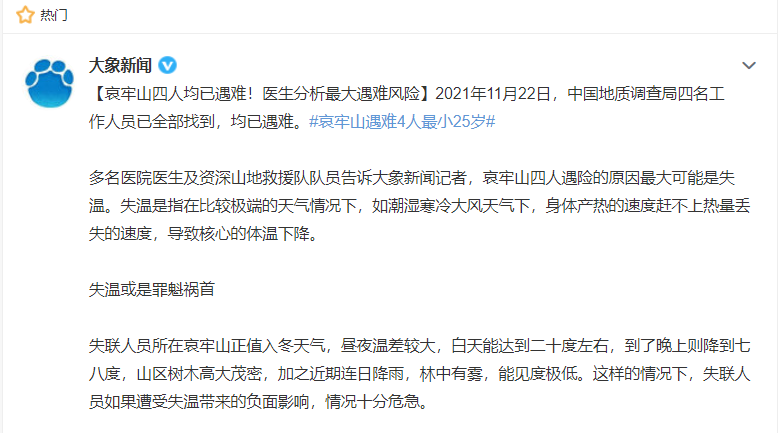 热门
大象新闻
【哀牢山四人均已遇难！医生分析最大遇难风险】2021年11月22日，中国地质调查局四名工
作人员已全部找到，均已遇难。#哀牢山遇难4人最小25岁#
多名医院医生及资深山地救援队队员告诉大象新闻记者，哀牢山四人遇险的原因最大可能是失
温。失温是指在比较极端的天气情况下，如潮湿寒冷大风天气下，身体产热的速度赶不上热量丢
失的速度，导致核心的体温下降。
失温或是罪魁祸首
失联人员所在哀牢山正值入冬天气，昼夜温差较大，白天能达到二十度左右，到了晚上则降到七
八度，山区树木高大茂密，加之近期连日降雨，林中有雾，能见度极低。这样的情况下，失联人
员如果遭受失温带来的负面影响，情况十分危急。